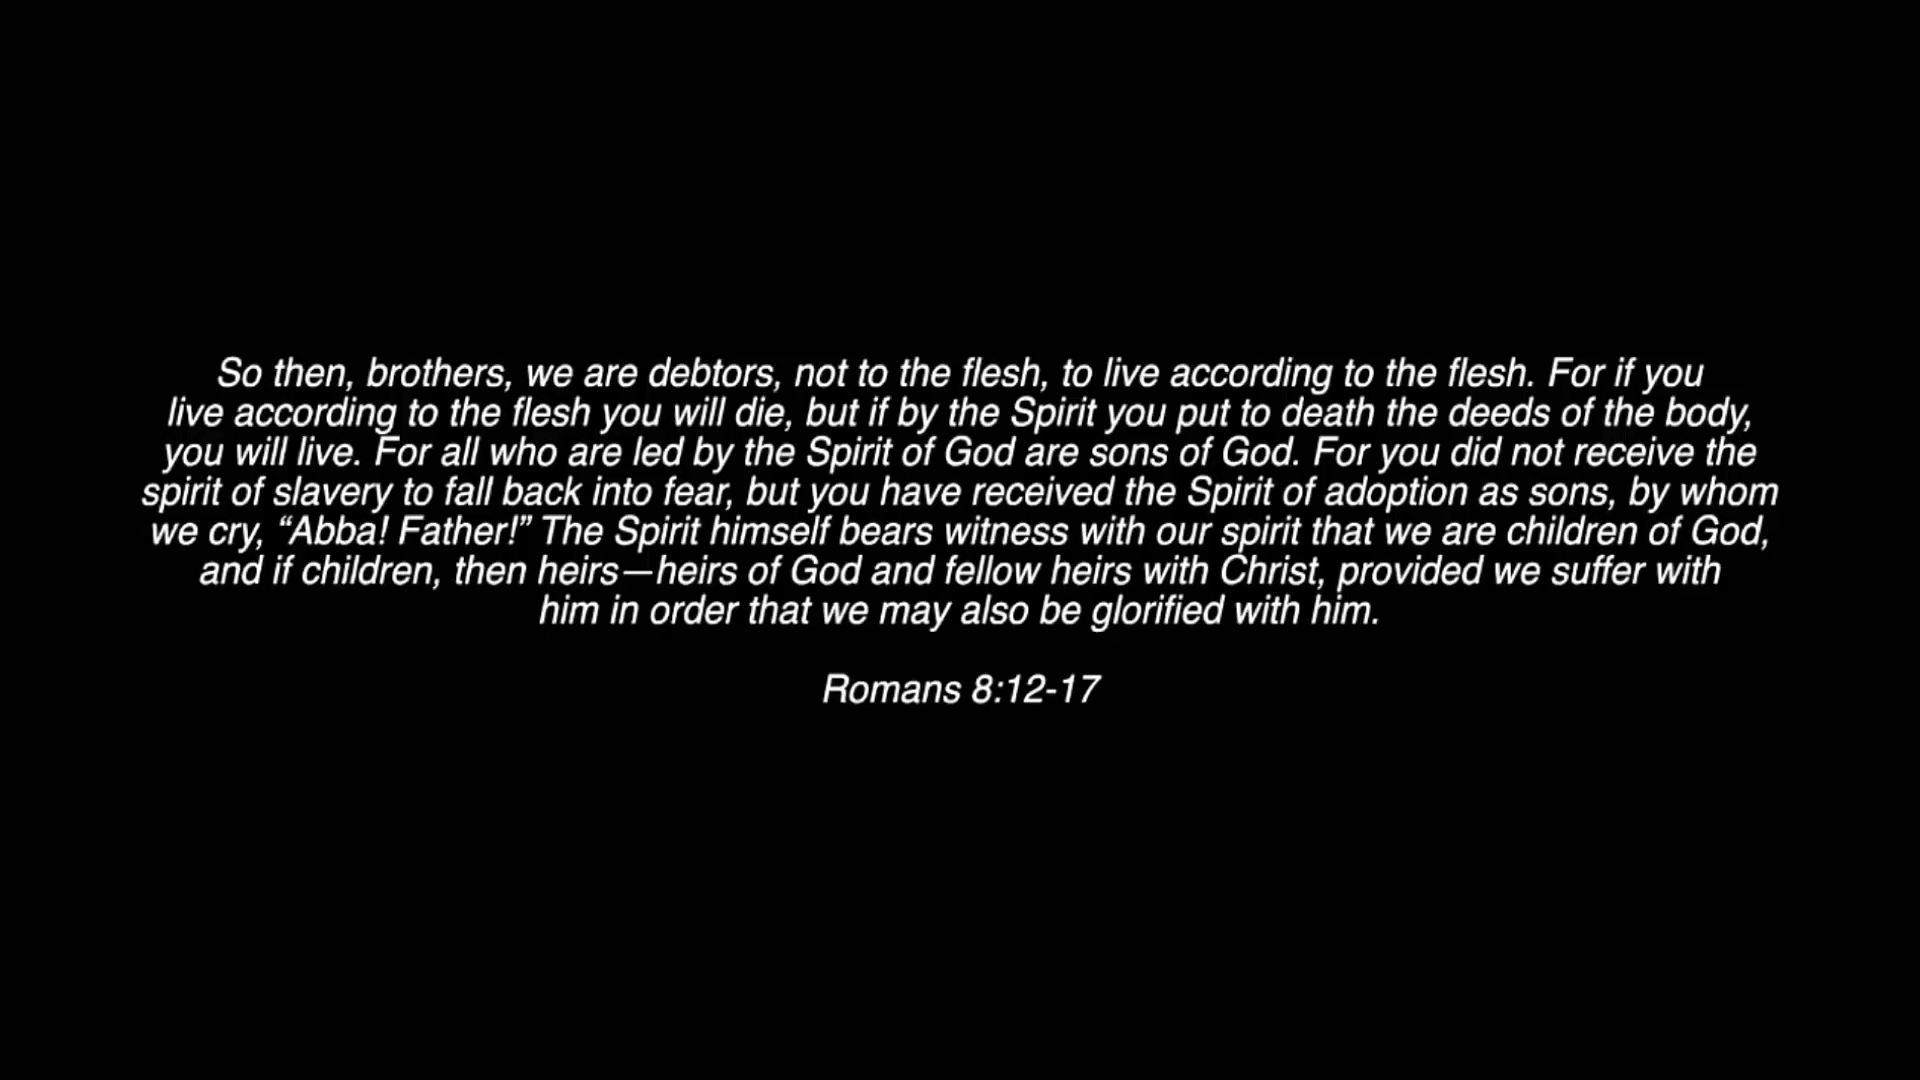 So then, brothers, we are debtors, not to the flesh, to live according to the flesh. For if you
live according to the flesh you will die, but if by the Spirit you put to death the deeds of the body,
you will live. For all who are led by the Spirit of God are sons of God. For you did not receive the
spirit of slavery to fall back into fear, but you have received the Spirit of adoption as sons, by whom
we cry, “Abba! Father!” The Spirit himself bears witness with our spirit that we are children of God,
and if children, then heirs—heirs of God and fellow heirs with Christ, provided we suffer with
him in order that we may also be glorified with him.
Romans 8:12-17